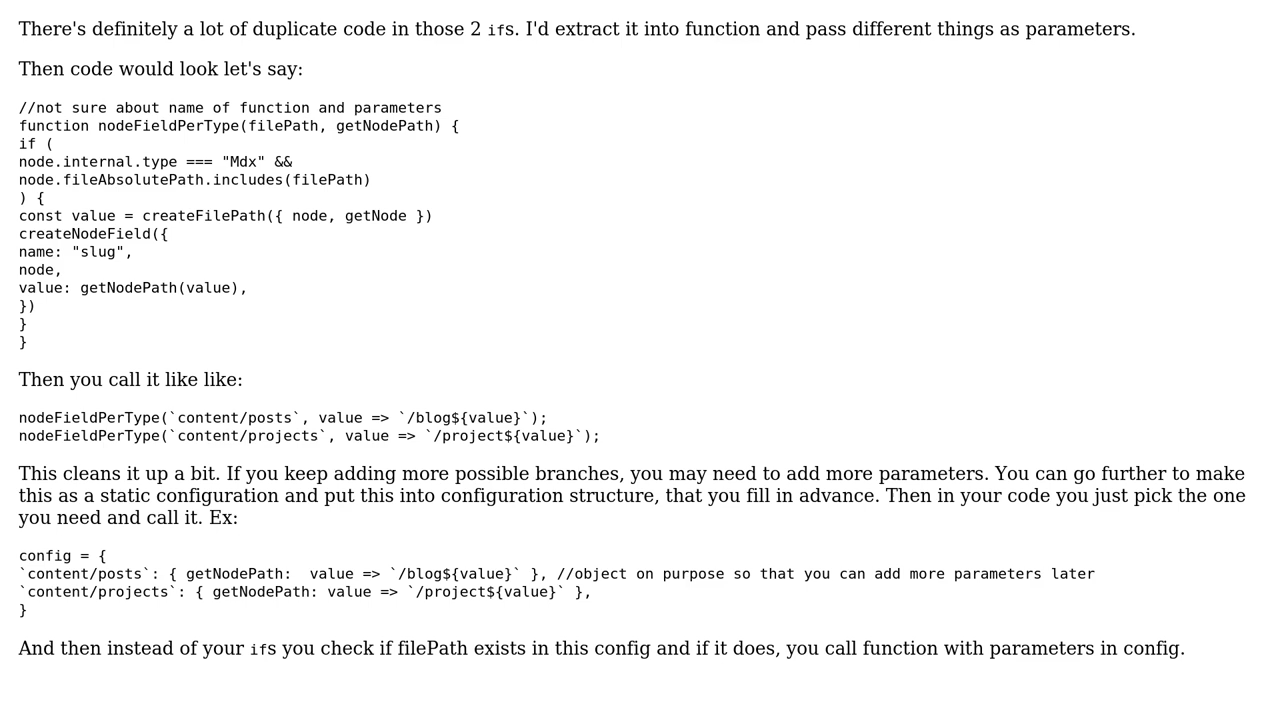 There's definitely a lot of duplicate code in those 2 ifs. I'd extract it into function and pass different things as parameters.
Then code would look let's say:
//not sure about name of function and parameters
function nodeFieldPerType(filePath, getNodePath) {
if (
node.internal.type === "Mdx" &&
node.fileAbsolutePath.includes(filePath)
) {
const value = createFilePath({ node, getNode })
createNodeField({
name: "slug",
node,
value: getNodePath(value),
})
}
}
Then you call it like like:
nodeFieldPerType(`content/posts`, value => `/blog${value}`);
nodeFieldPerType(`content/projects`, value => `/project${value}`);
This cleans it up a bit. If you keep adding more possible branches, you may need to add more parameters. You can go further to make
this as a static configuration and put this into configuration structure, that you fill in advance. Then in your code you just pick the one
you need and call it. Ex:
config = {
`content/posts`: { getNodePath:  value => `/blog${value}` }, //object on purpose so that you can add more parameters later
`content/projects`: { getNodePath: value => `/project${value}` },
}
And then instead of your ifs you check if filePath exists in this config and if it does, you call function with parameters in config.